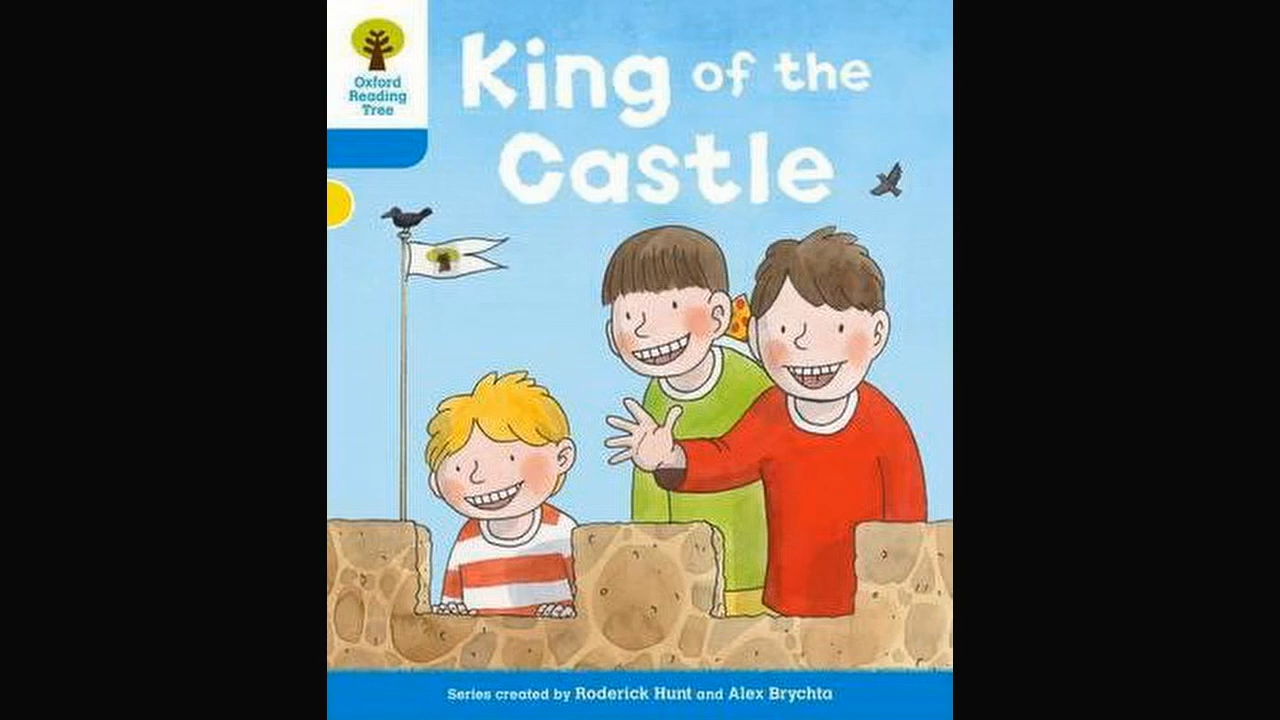 Oxford
Reading
Tree
King of the
Castle
Series created by Roderick Hunt and Alex Brychta